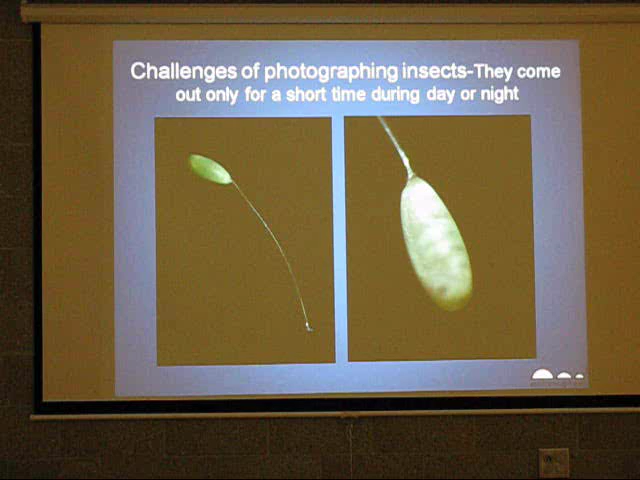 Challenges of photographing insects-They come
out only for a short time during day or night